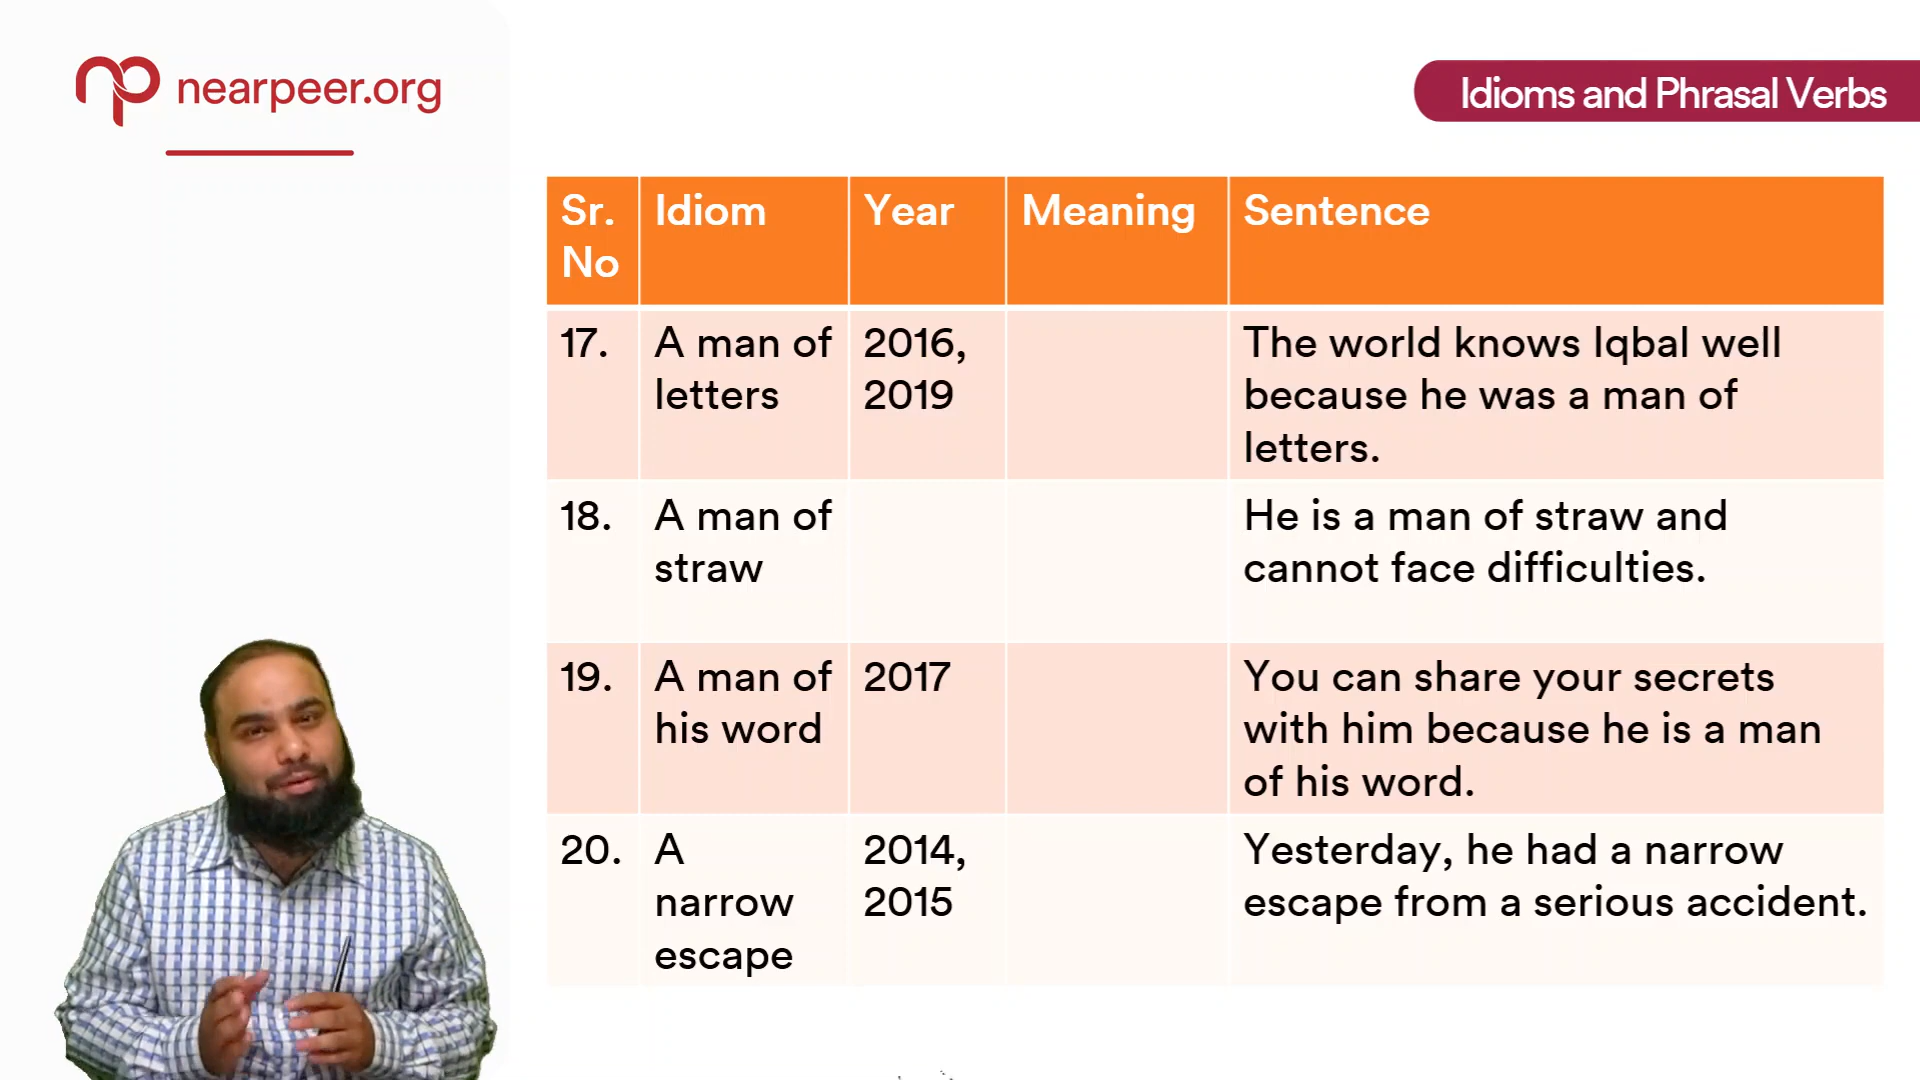 nearpeer.org
Idioms and Phrasal Verbs
Sr. No
Idiom
Year
Meaning
Sentence
17.
A man of
letters
2016,
2019
The world knows Iqbal well
because he was a man of
letters.
18.
A man of
straw
He is a man of straw and
cannot face difficulties.
19.
A man of
his word
2017
You can share your secrets
with him because he is a man
of his word.
20.
A
narrow
escape
2014,
2015
Yesterday, he had a narrow
escape from a serious accident.